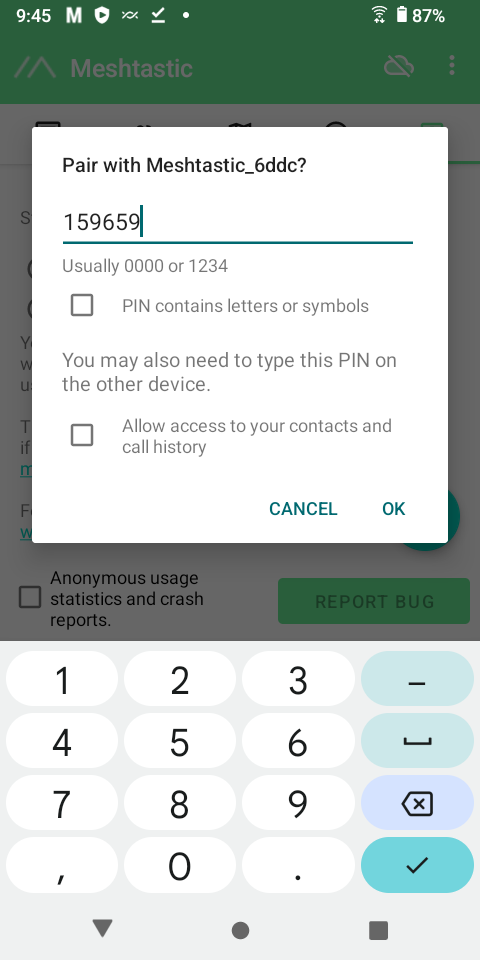 9:45 M 87%
Meshtastic
Pair with Meshtastic_6ddc?
159659
Usually 0000 or 1234
PIN contains letters or symbols
You may also need to type this PIN on
the other device.
Allow access to your contacts and
call history
CANCEL OK
Anonymous usage
statistics and crash
reports.
REPORT BUG
1 2 3 –
4 5 6
7 8 9
, 0 .